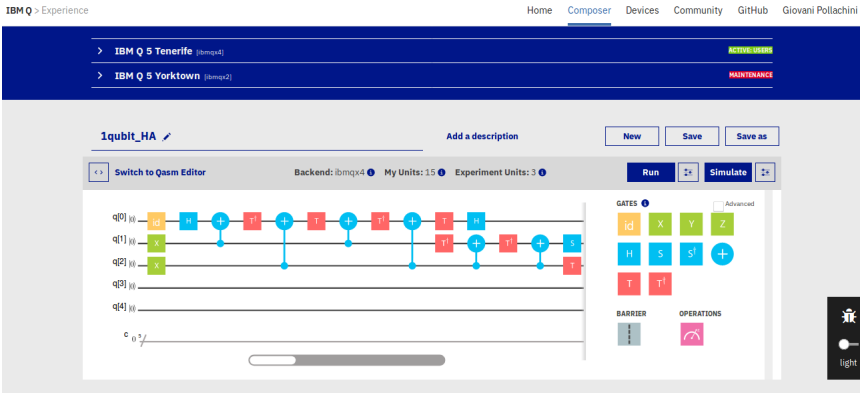 IBM Q > Experience Home Composer Devices Community GitHub Giovani Pollachini
IBM Q 5 Tenerife [ibmqx4] ACTIVE: USERS
IBM Q 5 Yorktown [ibmqx2] MAINTENANCE
1qubit_HA Add a description New Save Save as
Switch to Qasm Editor Backend: ibmqx4 My Units: 15 Experiment Units: 3 Run Simulate
GATES Advanced
q[0] |0⟩ id H + T† + T + T† + T H
id X Y Z
q[1] |0⟩ X T† + T† + S
H S S† +
q[2] |0⟩ X T
q[3] |0⟩
T T†
q[4] |0⟩
BARRIER OPERATIONS
c 0 5
light